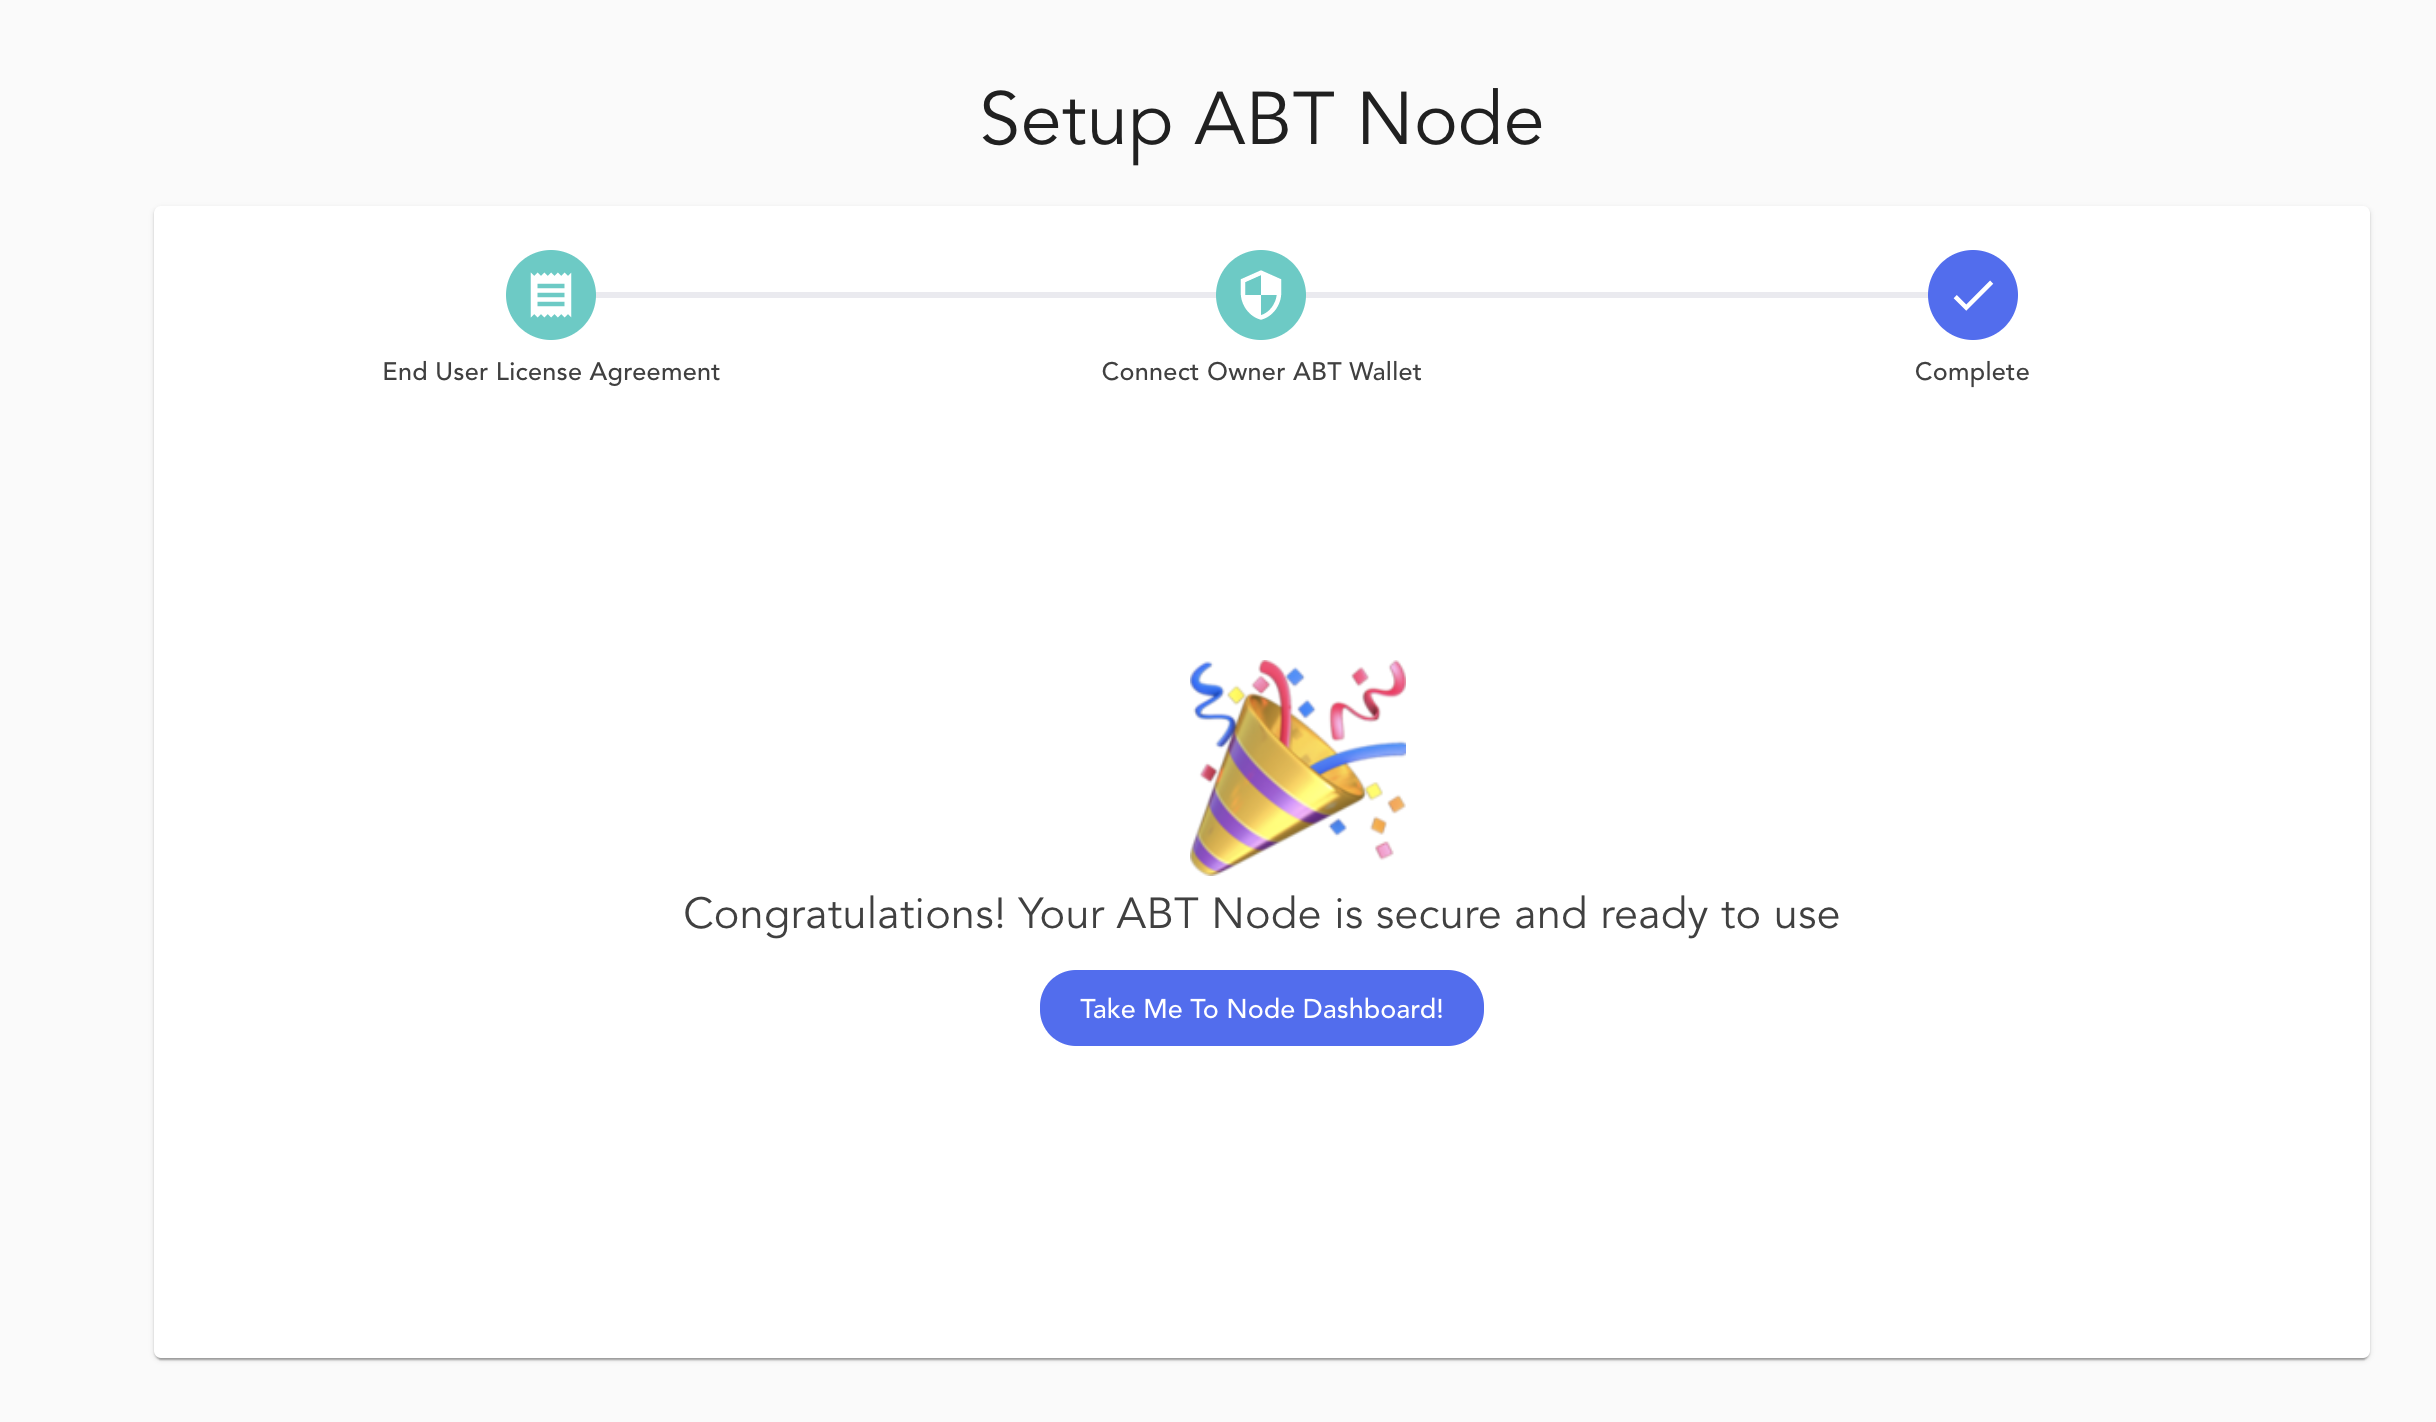 Setup ABT Node
End User License Agreement
Connect Owner ABT Wallet
Complete
Congratulations! Your ABT Node is secure and ready to use
Take Me To Node Dashboard!